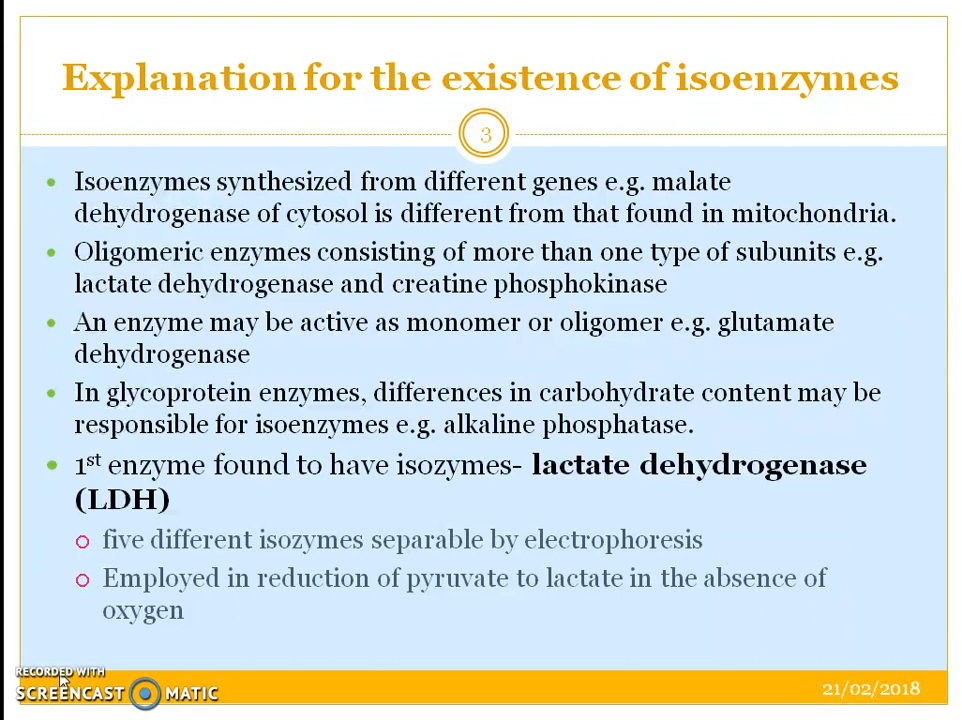 Explanation for the existence of isoenzymes
3
• Isoenzymes synthesized from different genes e.g. malate
dehydrogenase of cytosol is different from that found in mitochondria.
• Oligomeric enzymes consisting of more than one type of subunits e.g.
lactate dehydrogenase and creatine phosphokinase
• An enzyme may be active as monomer or oligomer e.g. glutamate
dehydrogenase
• In glycoprotein enzymes, differences in carbohydrate content may be
responsible for isoenzymes e.g. alkaline phosphatase.
• 1st enzyme found to have isozymes- lactate dehydrogenase
(LDH)
○ five different isozymes separable by electrophoresis
○ Employed in reduction of pyruvate to lactate in the absence of
oxygen
RECORDED WITH
SCREENCAST MATIC
21/02/2018